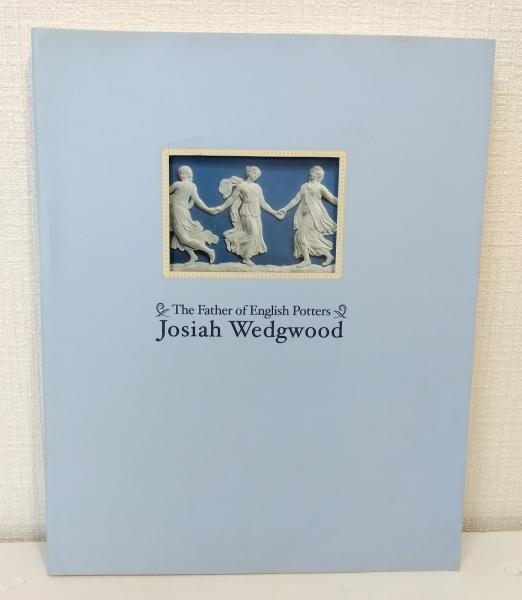 The Father of English Potters
Josiah Wedgwood